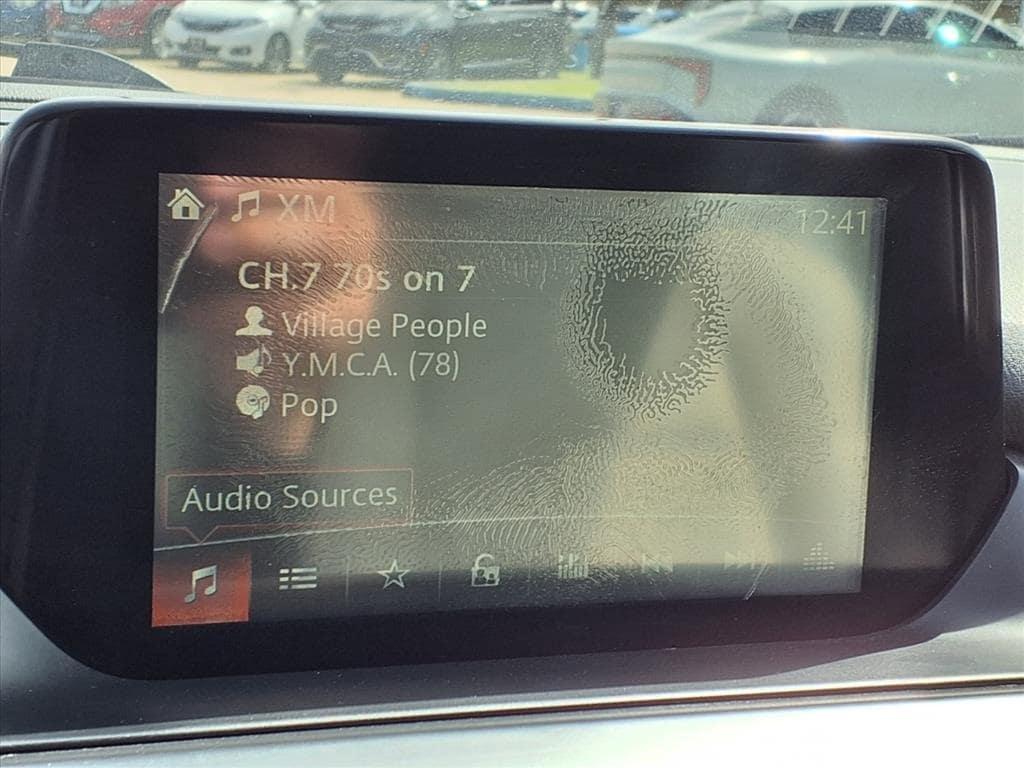 XM
12:41
CH.7 70s on 7
Village People
Y.M.C.A. (78)
Pop
Audio Sources